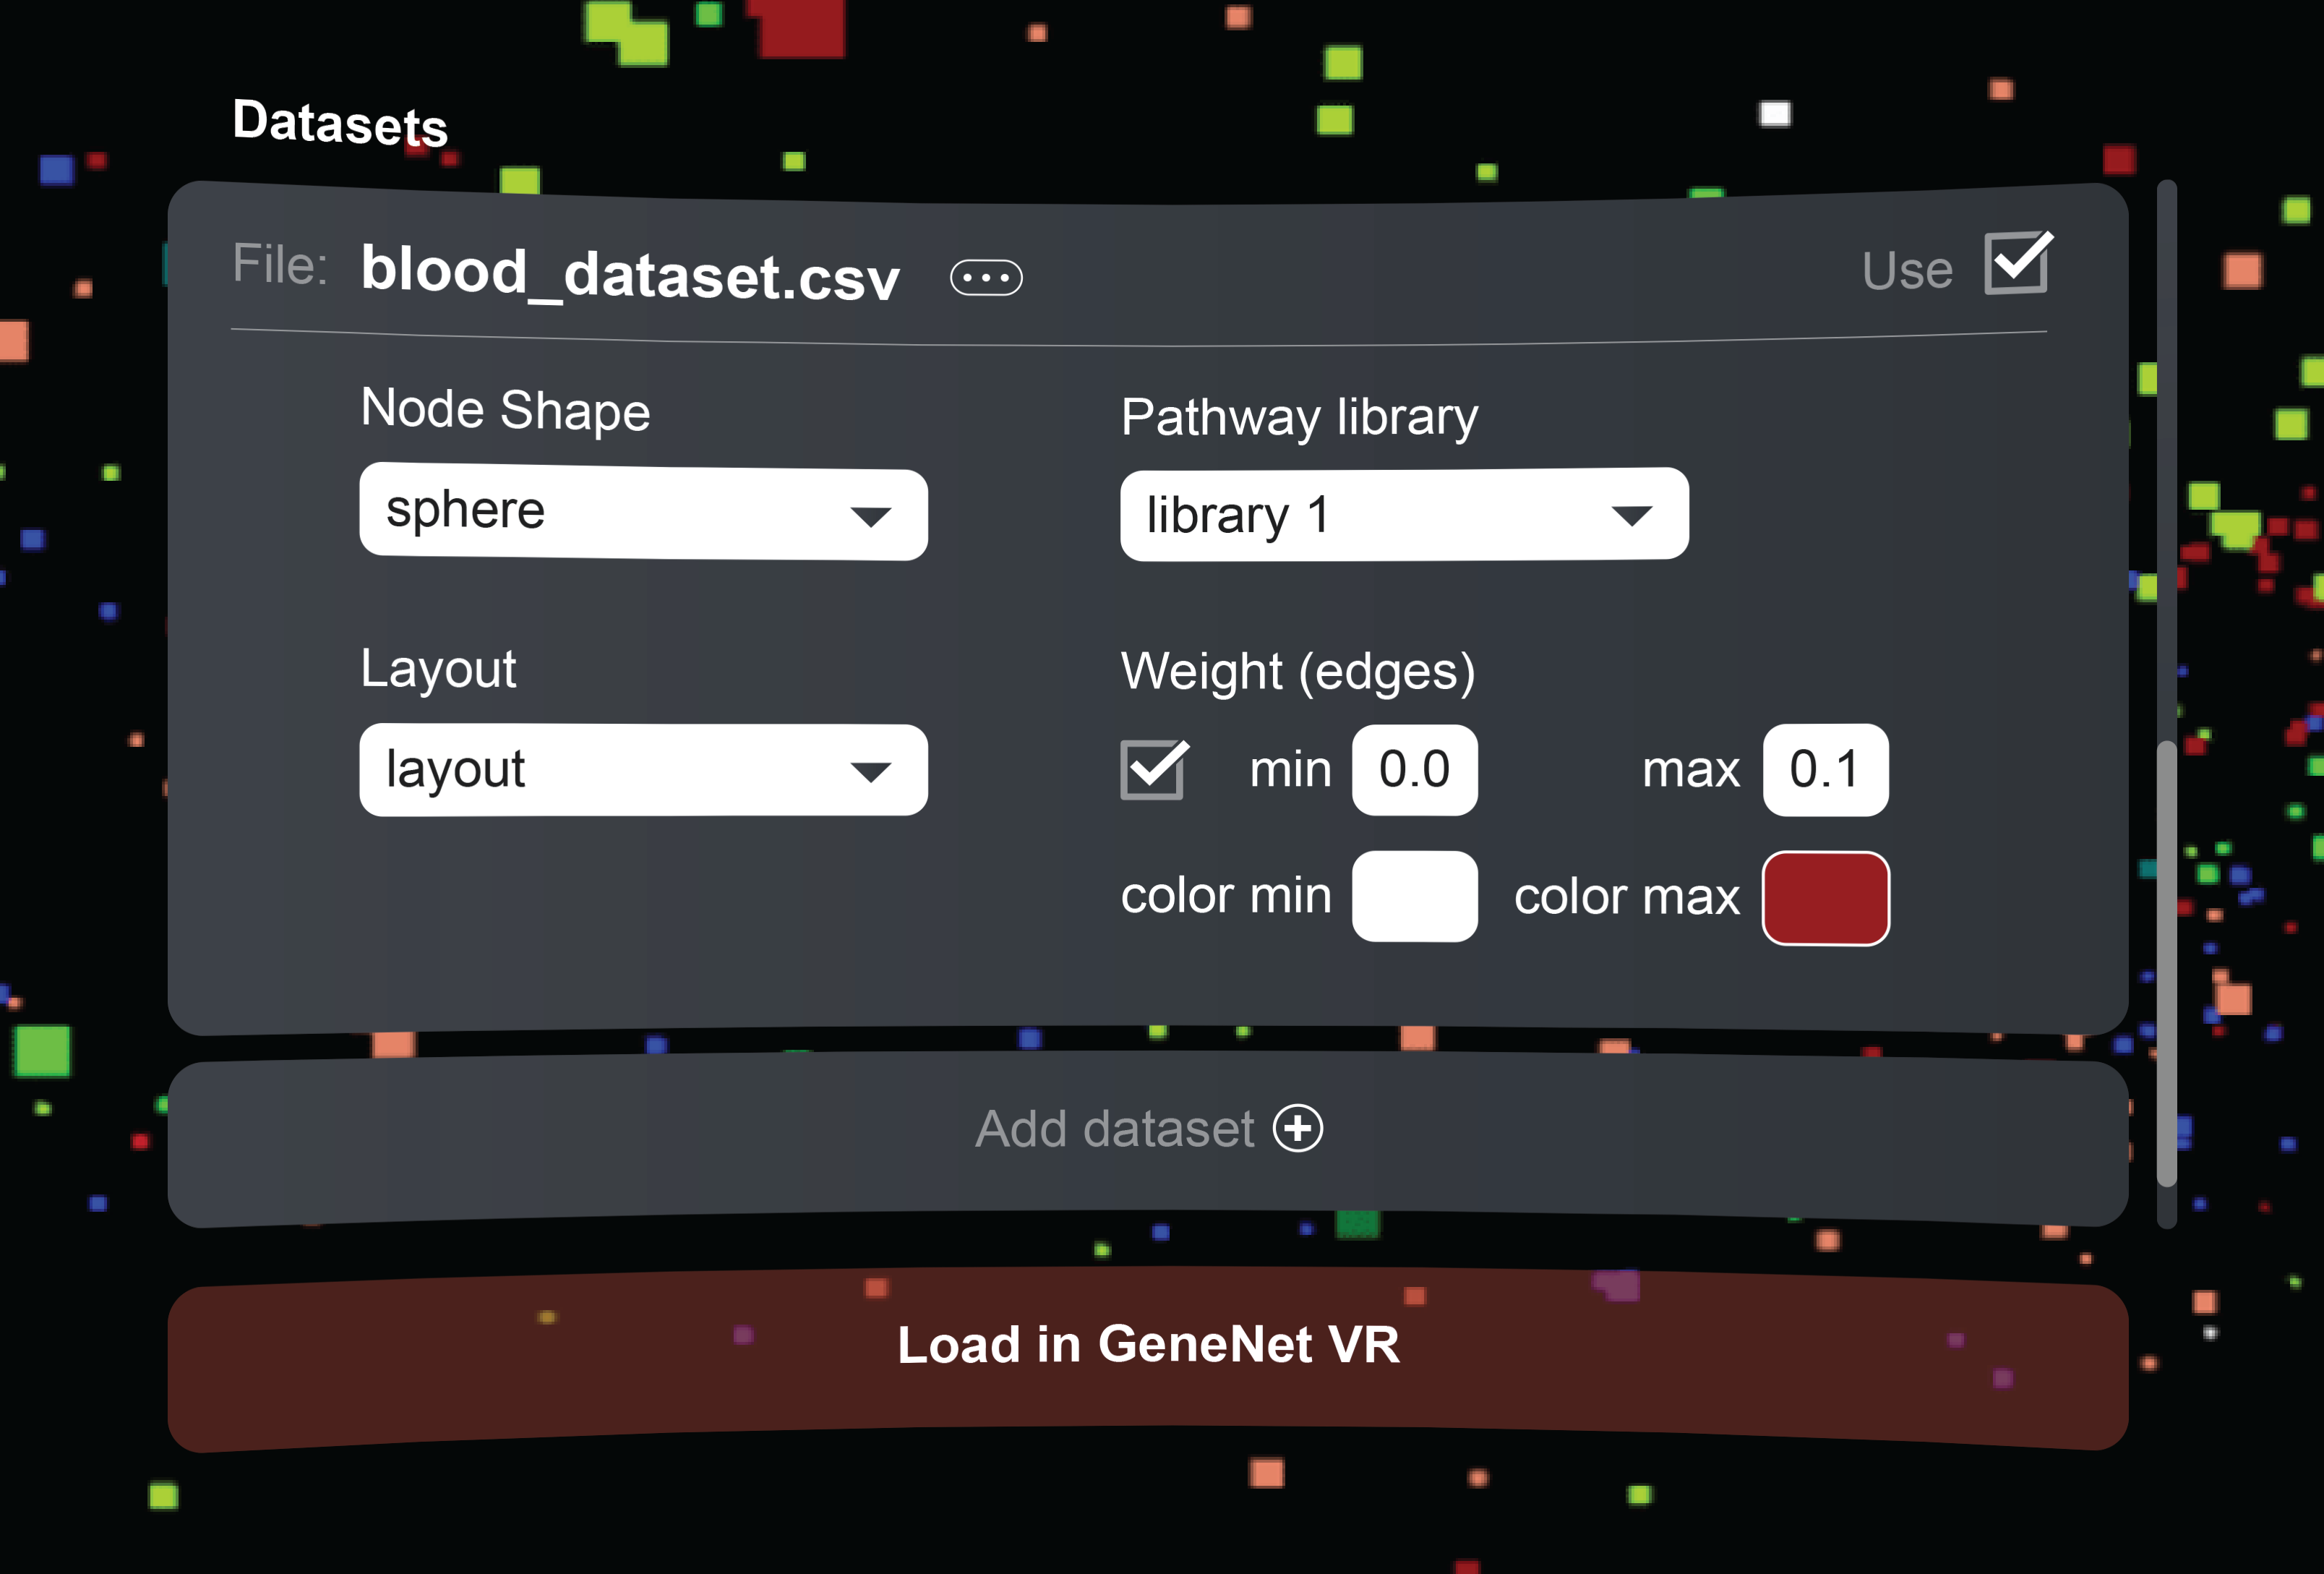 Datasets
File: blood_dataset.csv
Use
Node Shape
Pathway library
sphere
library 1
Layout
Weight (edges)
layout
min 0.0 max 0.1
color min color max
Add dataset
Load in GeneNet VR